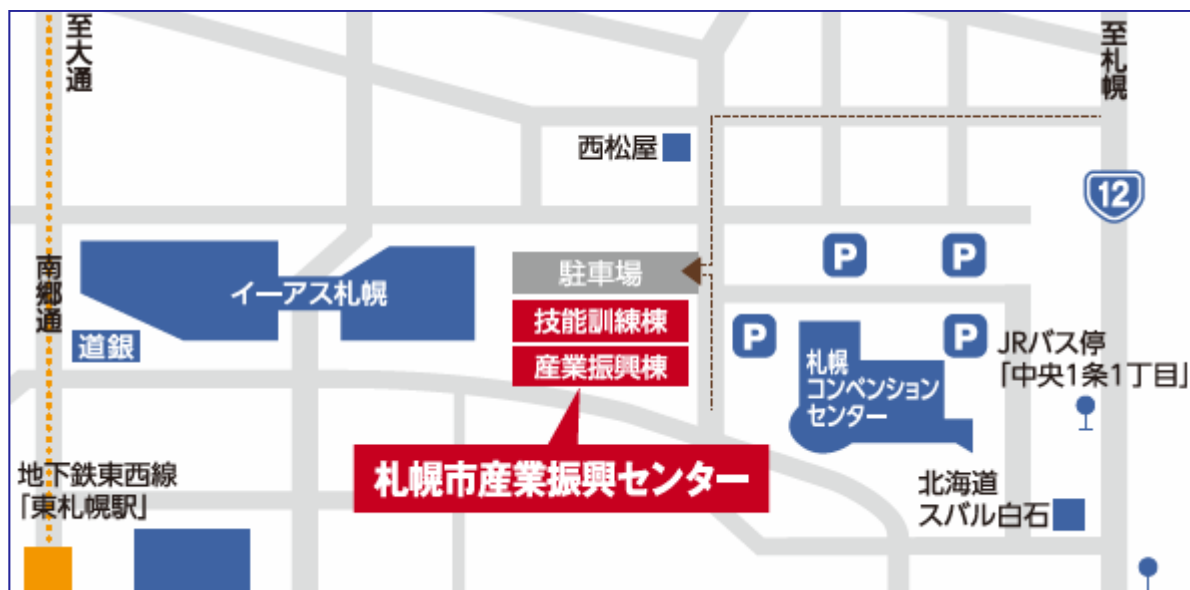 至大通
至札幌
西松屋
12
南郷通
イーアス札幌
道銀
駐車場
技能訓練棟
産業振興棟
P
P
P
P
札幌
コンベンション
センター
JRバス停
「中央1条1丁目」
札幌市産業振興センター
地下鉄東西線
「東札幌駅」
北海道
スバル白石